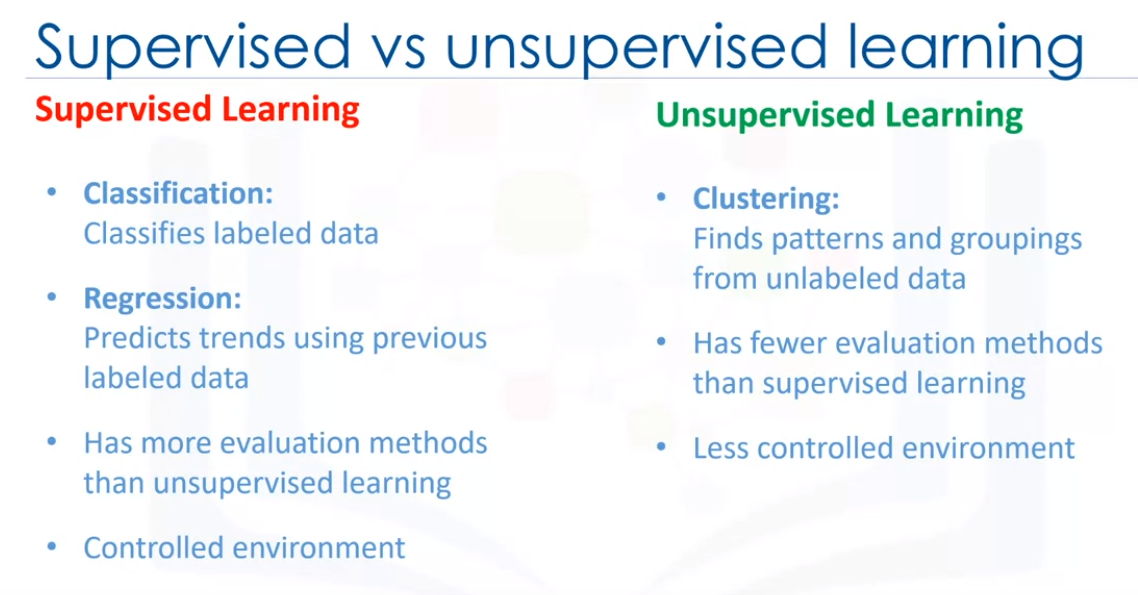 Supervised vs unsupervised learning
Supervised Learning
• Classification:
Classifies labeled data
• Regression:
Predicts trends using previous
labeled data
• Has more evaluation methods
than unsupervised learning
• Controlled environment
Unsupervised Learning
• Clustering:
Finds patterns and groupings
from unlabeled data
• Has fewer evaluation methods
than supervised learning
• Less controlled environment